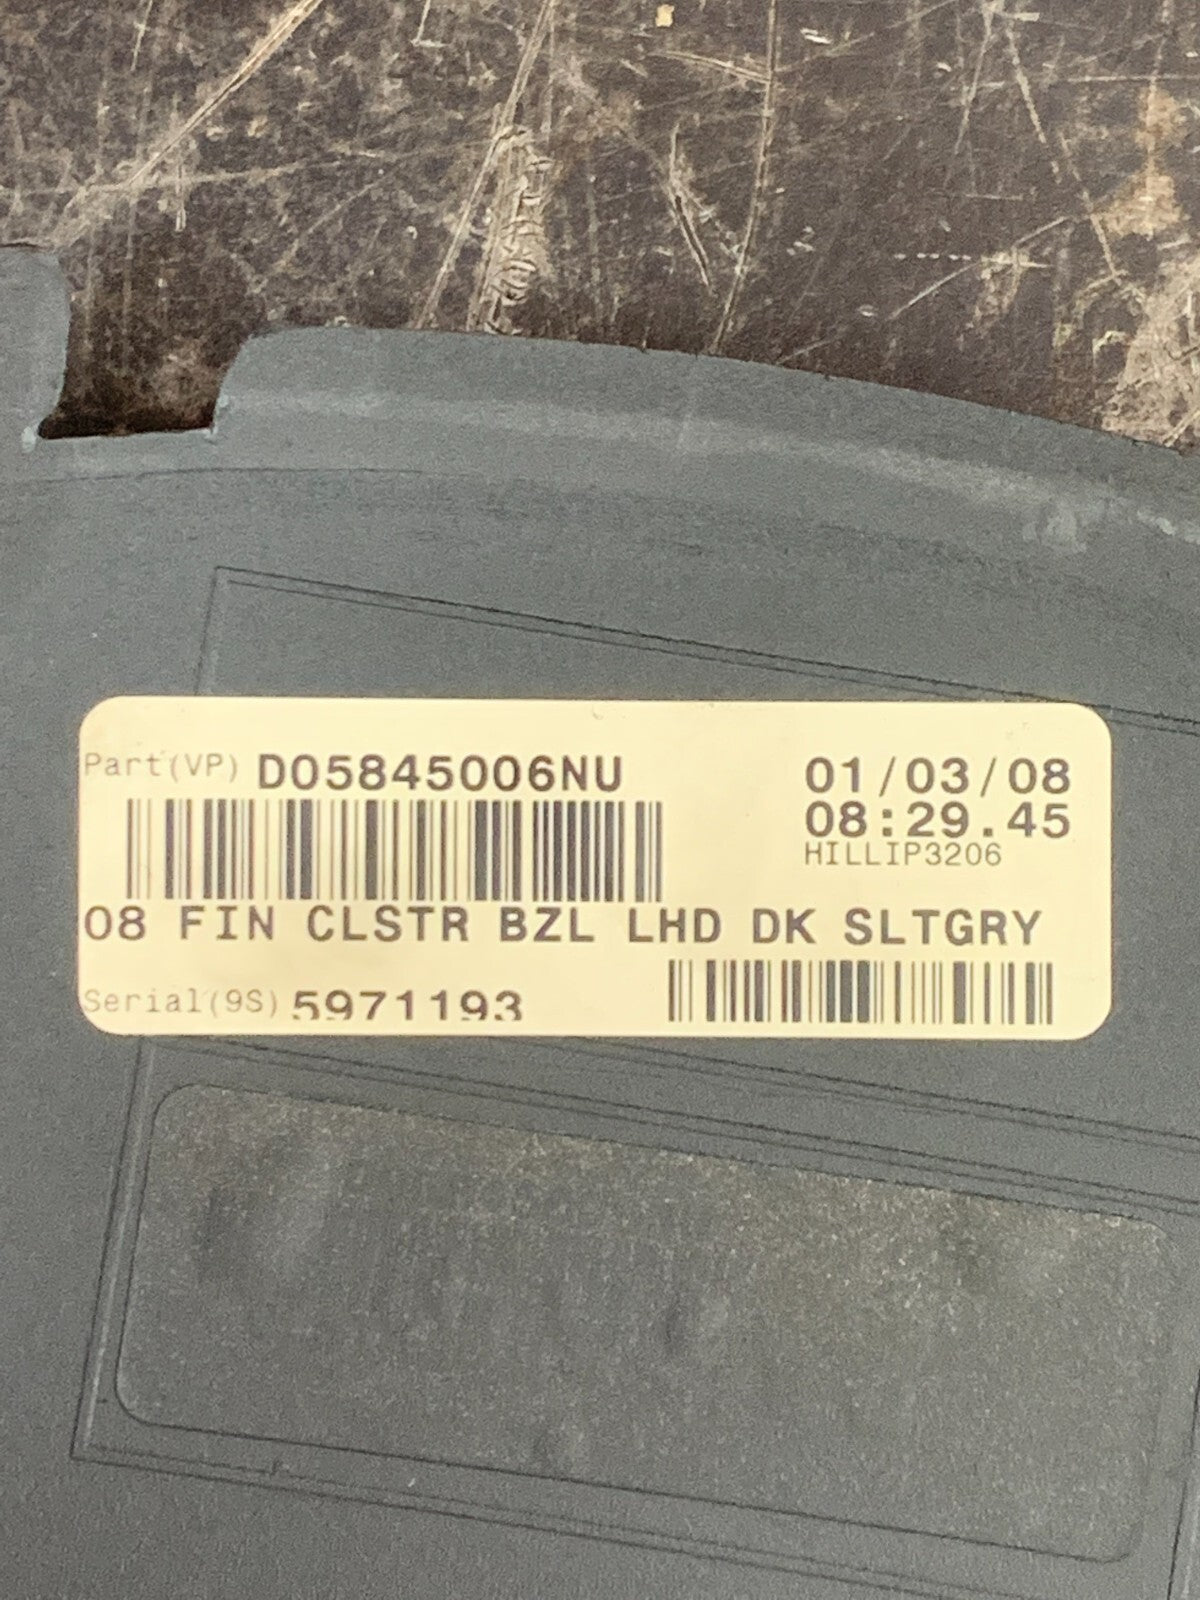 Part(VP) D05845006NU
01/03/08
08:29.45
HILLIP3206
08 FIN CLSTR BZL LHD DK SLTGRY
Serial(9S) 5971193